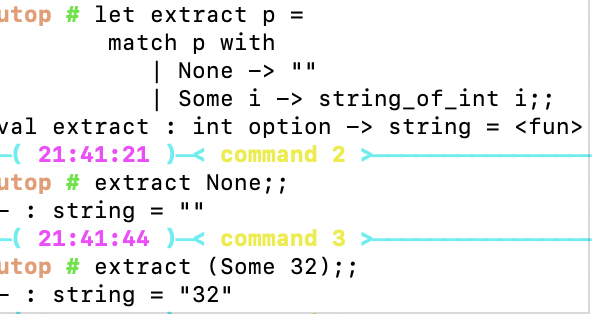 utop # let extract p =
match p with
| None -> ""
| Some i -> string_of_int i;;
val extract : int option -> string = <fun>
─( 21:41:21 )─< command 2 >─
utop # extract None;;
- : string = ""
─( 21:41:44 )─< command 3 >─
utop # extract (Some 32);;
- : string = "32"